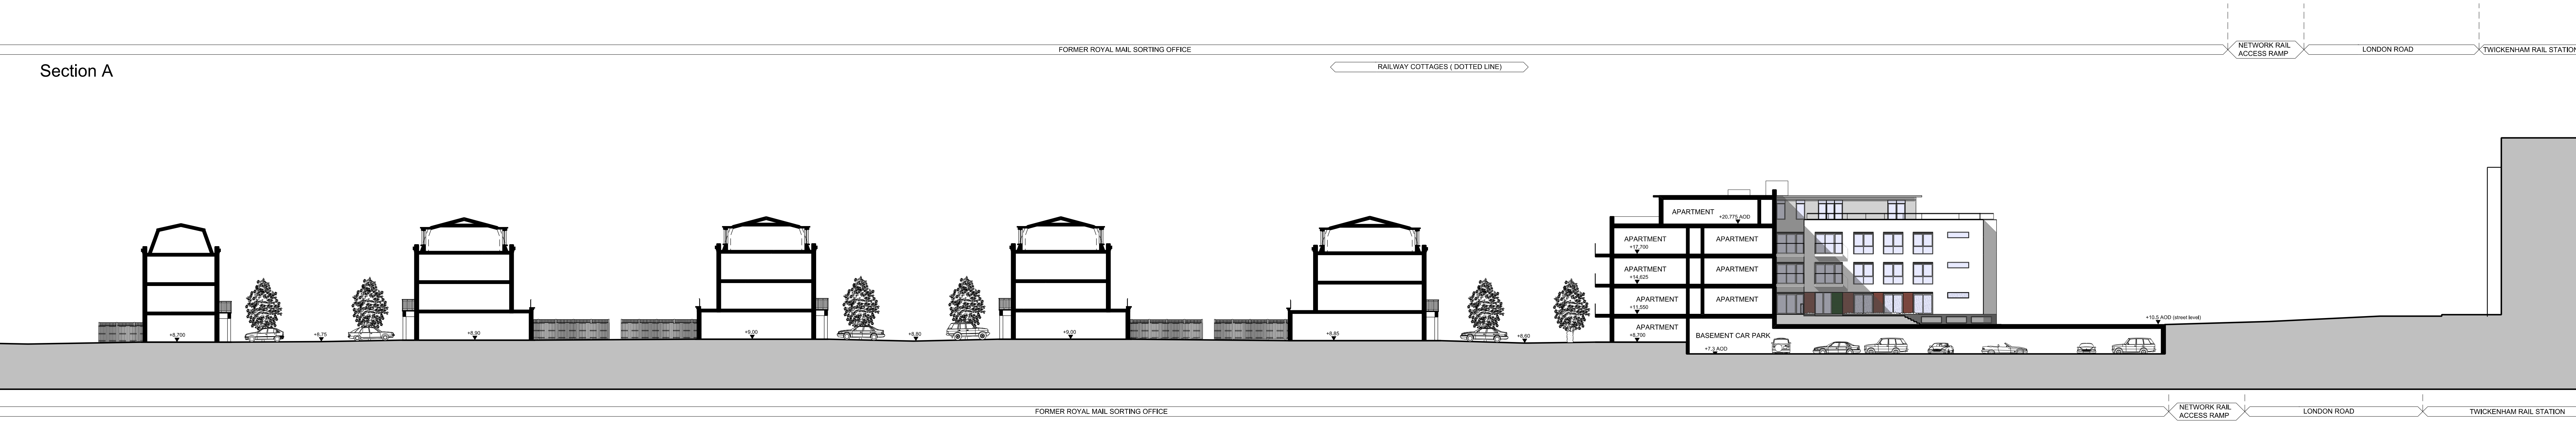 FORMER ROYAL MAIL SORTING OFFICE
NETWORK RAIL
ACCESS RAMP
LONDON ROAD
TWICKENHAM RAIL STATION
Section A
RAILWAY COTTAGES ( DOTTED LINE)
APARTMENT
+20,775 AOD
APARTMENT
+17,700
APARTMENT
APARTMENT
+14,625
APARTMENT
APARTMENT
+11,550
APARTMENT
APARTMENT
+8,700
BASEMENT CAR PARK
+7.3 AOD
+10.5 AOD (street level)
+8,700
+8,75
+8,90
+9,00
+8,80
+9,00
+8,85
+8,60
FORMER ROYAL MAIL SORTING OFFICE
NETWORK RAIL
ACCESS RAMP
LONDON ROAD
TWICKENHAM RAIL STATION